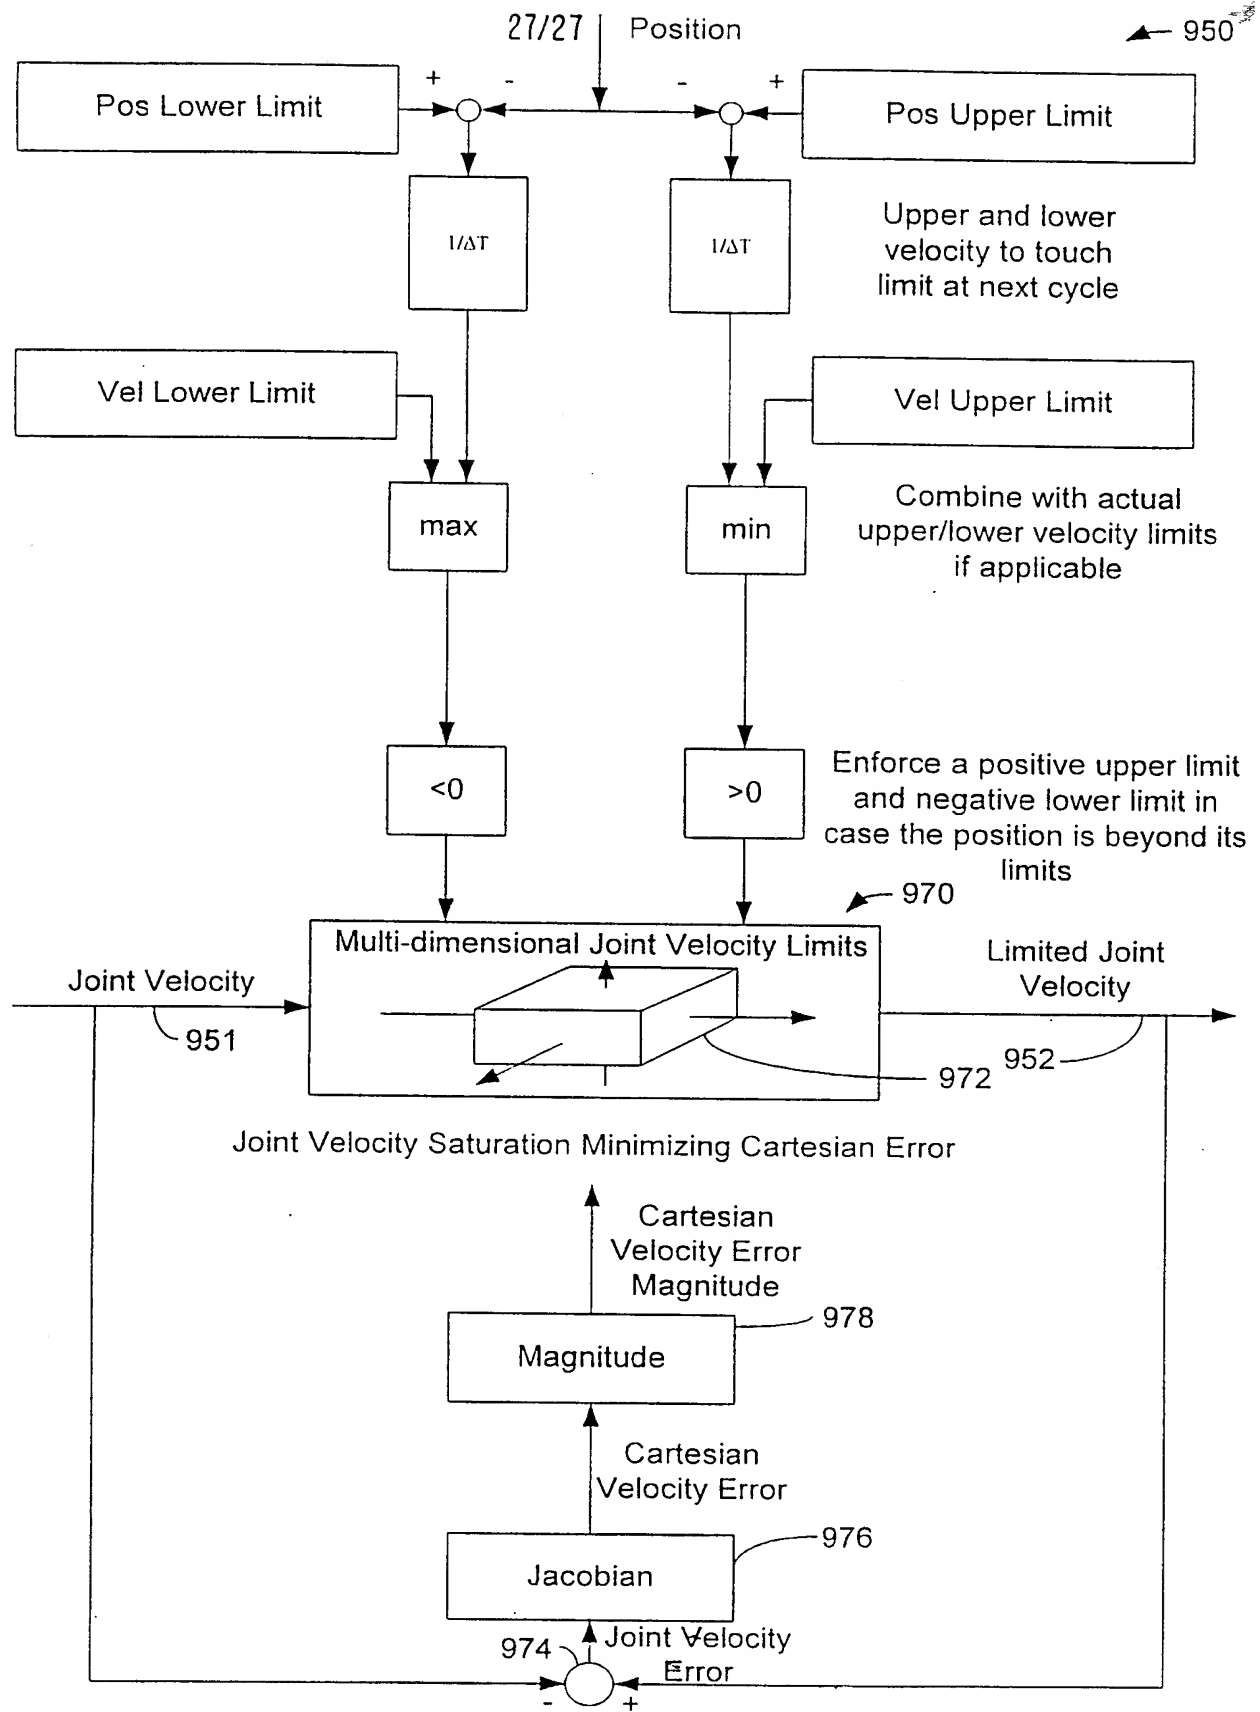 27/27
Position
950
+
-
-
+
Pos Lower Limit
Pos Upper Limit
1/ΔT
1/ΔT
Upper and lower
velocity to touch
limit at next cycle
Vel Lower Limit
Vel Upper Limit
max
min
Combine with actual
upper/lower velocity limits
if applicable
<0
>0
Enforce a positive upper limit
and negative lower limit in
case the position is beyond its
limits
970
Multi-dimensional Joint Velocity Limits
Joint Velocity
Limited Joint
Velocity
951
952
972
Joint Velocity Saturation Minimizing Cartesian Error
Cartesian
Velocity Error
Magnitude
978
Magnitude
Cartesian
Velocity Error
976
Jacobian
974
Joint Velocity
Error
-
+